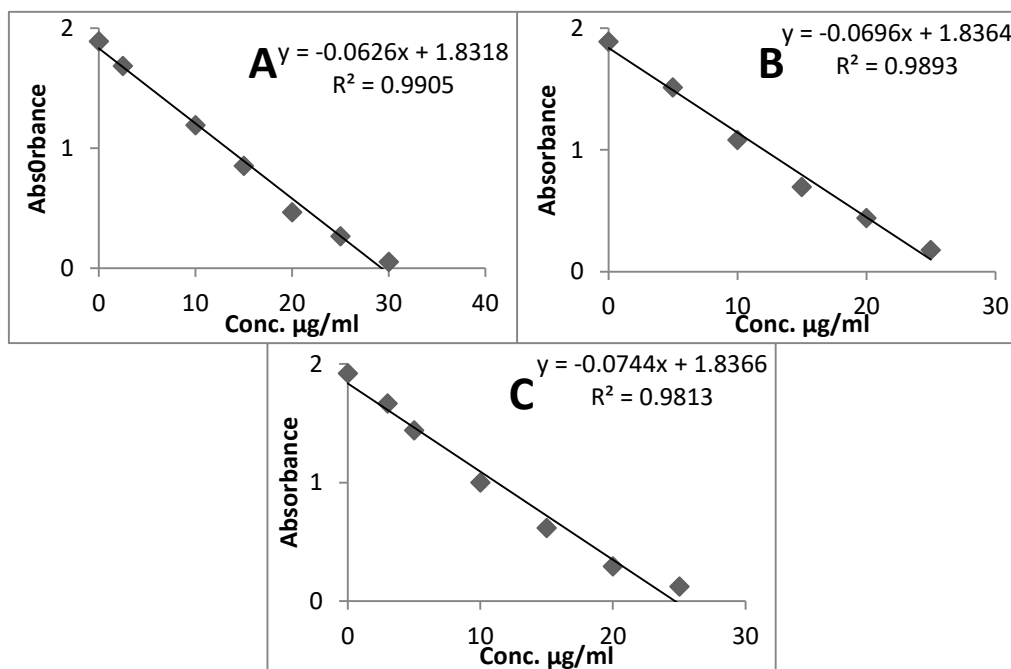 A
y = -0.0626x + 1.8318
R² = 0.9905
Abs0rbance
2
1
0
0 10 20 30 40
Conc. µg/ml
B
y = -0.0696x + 1.8364
R² = 0.9893
Absorbance
2
1
0
0 10 20 30
Conc. µg/ml
C
y = -0.0744x + 1.8366
R² = 0.9813
Absorbance
2
1
0
0 10 20 30
Conc. µg/ml